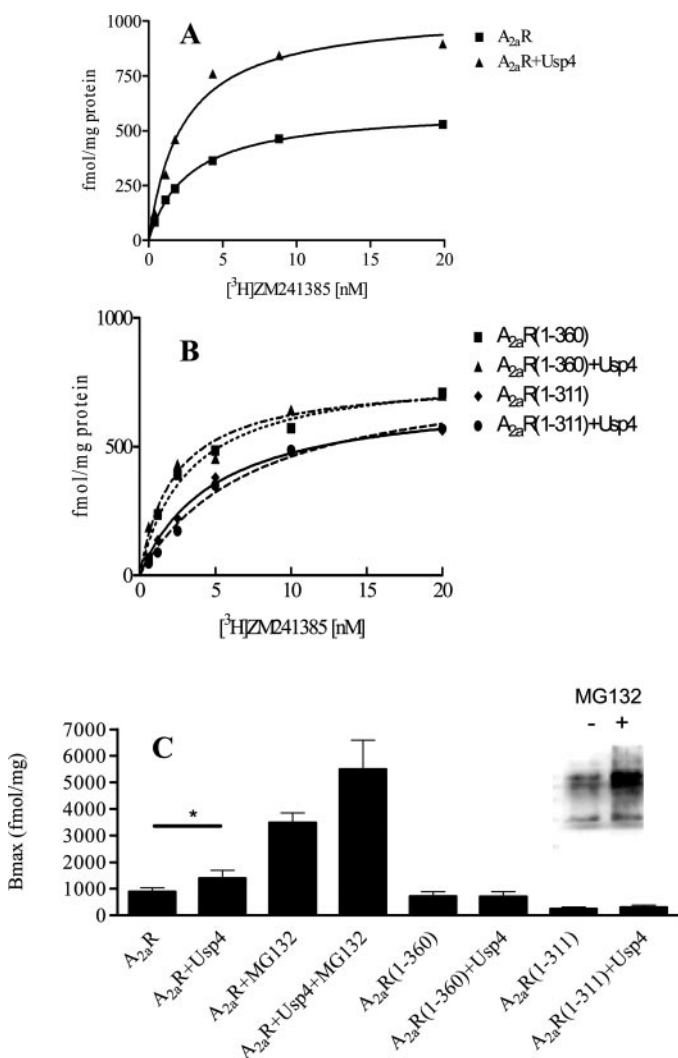 A
A2aR
A2aR+Usp4
1000
750
500
250
0
fmol/mg protein
0 5 10 15 20
[3H]ZM241385 [nM]
B
A2aR(1-360)
A2aR(1-360)+Usp4
A2aR(1-311)
A2aR(1-311)+Usp4
1000
500
0
fmol/mg protein
0 5 10 15 20
[3H]ZM241385 [nM]
C
MG132
- +
7000
6000
5000
4000
3000
2000
1000
0
Bmax (fmol/mg)
*
A2aR
A2aR+Usp4
A2aR+MG132
A2aR+Usp4+MG132
A2aR(1-360)
A2aR(1-360)+Usp4
A2aR(1-311)
A2aR(1-311)+Usp4